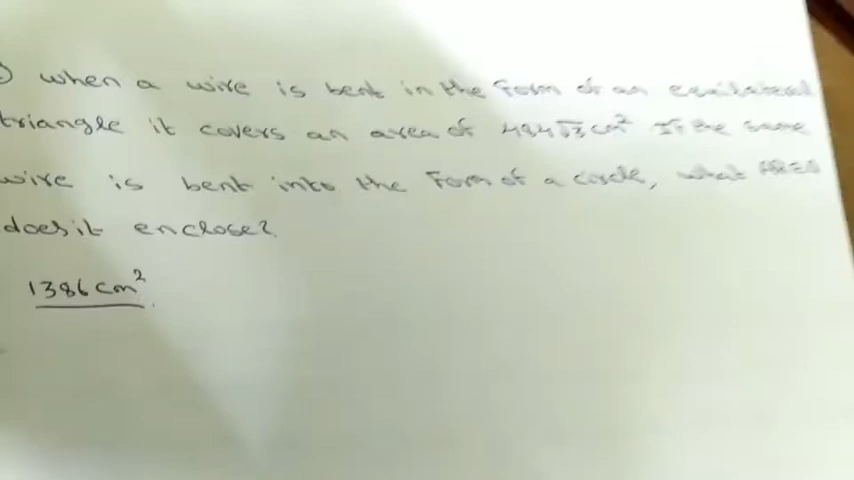 ) when a wire is bent in the form of an equilateral
triangle it covers an area of 484√3 cm² If the same
wire is bent into the Form of a circle, what AREA
does it enclose?
1386 cm²